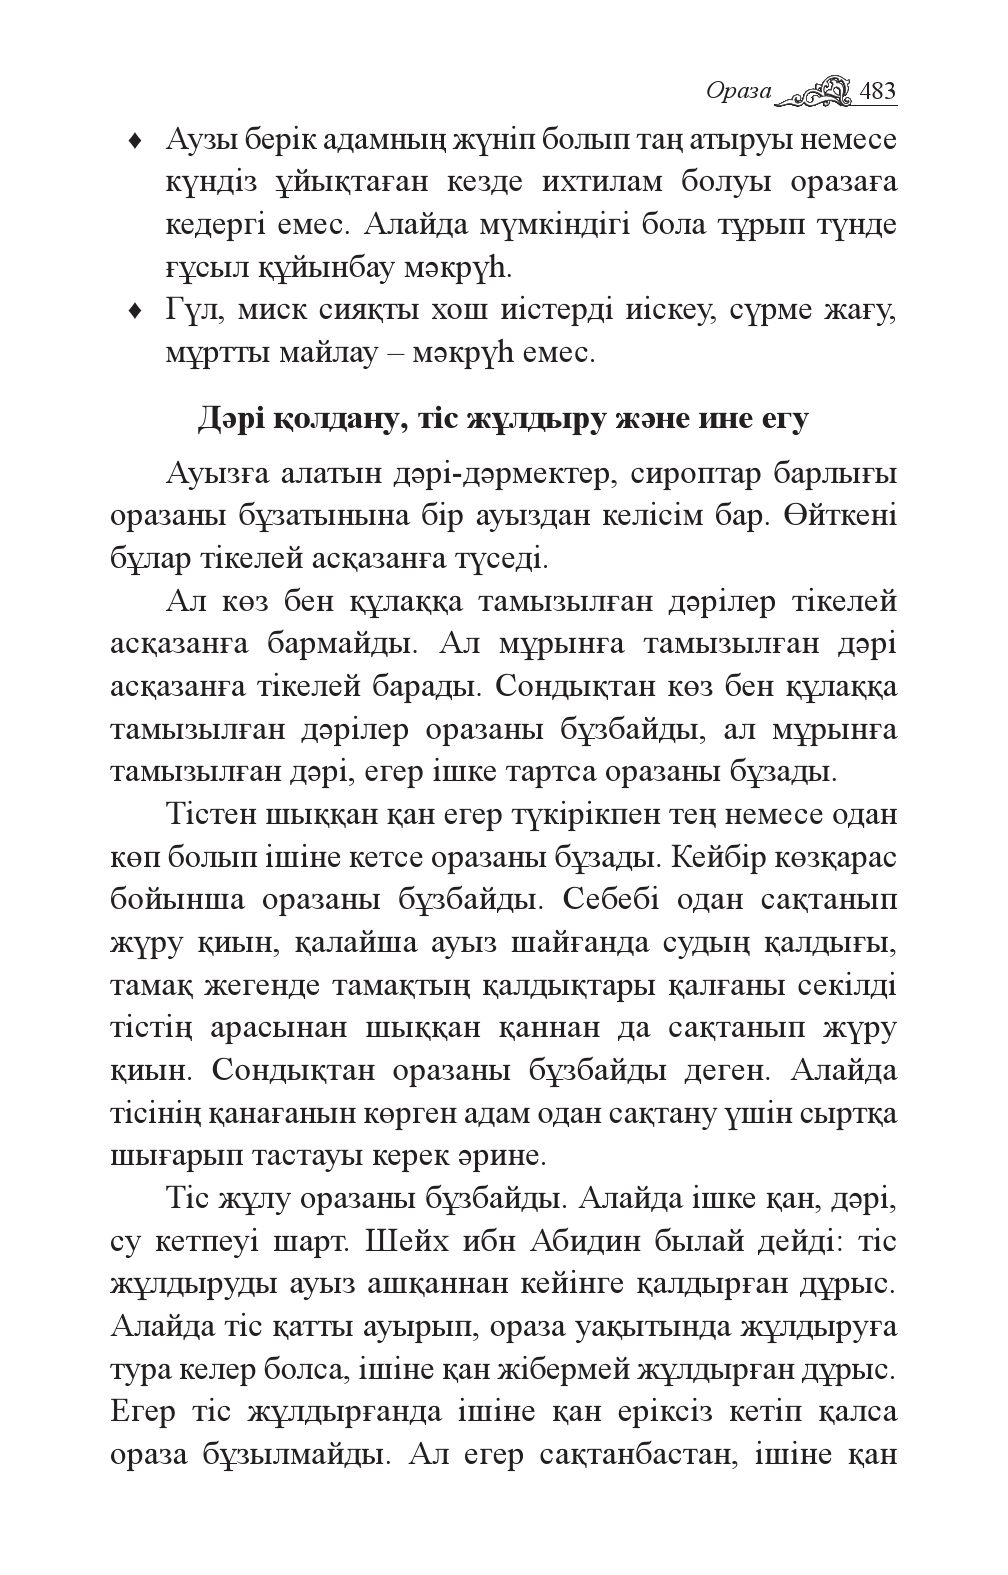 Ораза 483
♦ Аузы берік адамның жүніп болып таң атыруы немесе
күндіз ұйықтаған кезде ихтилам болуы оразаға
кедергі емес. Алайда мүмкіндігі бола тұрып түнде
ғұсыл құйынбау мәкрүһ.
♦ Гүл, миск сияқты хош иістерді иіскеу, сүрме жағу,
мұртты майлау – мәкрүһ емес.
Дәрі қолдану, тіс жұлдыру және ине егу
Ауызға алатын дәрі-дәрмектер, сироптар барлығы
оразаны бұзатынына бір ауыздан келісім бар. Өйткені
бұлар тікелей асқазанға түседі.
Ал көз бен құлаққа тамызылған дәрілер тікелей
асқазанға бармайды. Ал мұрынға тамызылған дәрі
асқазанға тікелей барады. Сондықтан көз бен құлаққа
тамызылған дәрілер оразаны бұзбайды, ал мұрынға
тамызылған дәрі, егер ішке тартса оразаны бұзады.
Тістен шыққан қан егер түкірікпен тең немесе одан
көп болып ішіне кетсе оразаны бұзады. Кейбір көзқарас
бойынша оразаны бұзбайды. Себебі одан сақтанып
жүру қиын, қалайша ауыз шайғанда судың қалдығы,
тамақ жегенде тамақтың қалдықтары қалғаны секілді
тістің арасынан шыққан қаннан да сақтанып жүру
қиын. Сондықтан оразаны бұзбайды деген. Алайда
тісінің қанағанын көрген адам одан сақтану үшін сыртқа
шығарып тастауы керек әрине.
Тіс жұлу оразаны бұзбайды. Алайда ішке қан, дәрі,
су кетпеуі шарт. Шейх ибн Абидин былай дейді: тіс
жұлдыруды ауыз ашқаннан кейінге қалдырған дұрыс.
Алайда тіс қатты ауырып, ораза уақытында жұлдыруға
тура келер болса, ішіне қан жібермей жұлдырған дұрыс.
Егер тіс жұлдырғанда ішіне қан еріксіз кетіп қалса
ораза бұзылмайды. Ал егер сақтанбастан, ішіне қан